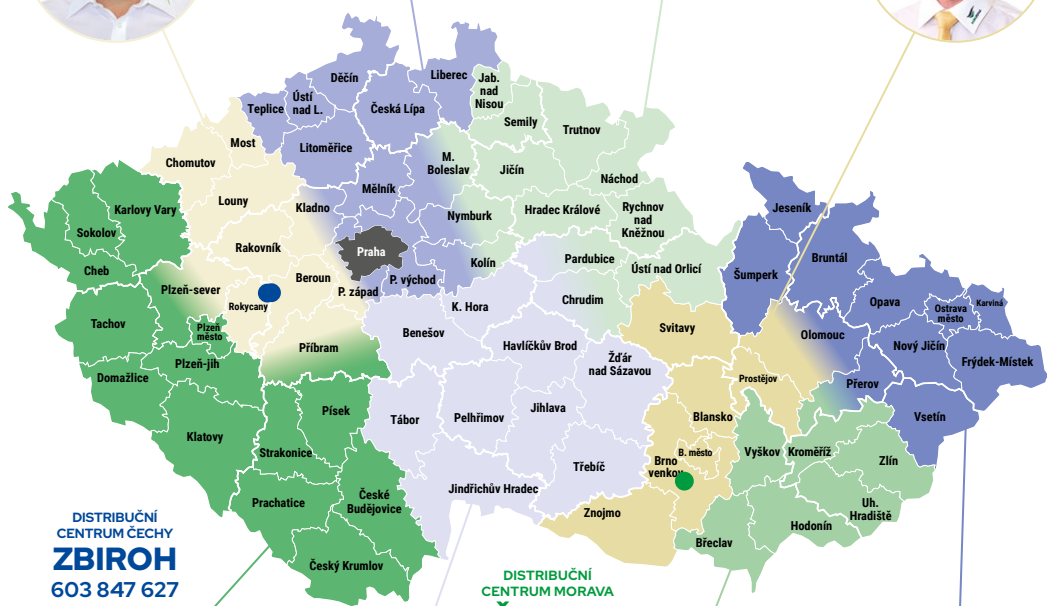 Děčín
Liberec
Jab.
nad
Nisou
Ústí
nad L.
Teplice
Česká Lípa
Semily
Trutnov
Most
Litoměřice
Chomutov
M.
Boleslav
Jičín
Náchod
Mělník
Louny
Kladno
Karlovy Vary
Nymburk
Hradec Králové
Rychnov
nad
Kněžnou
Jeseník
Sokolov
Rakovník
Praha
Kolín
Pardubice
Ústí nad Orlicí
Šumperk
Bruntál
Cheb
Plzeň-sever
Beroun
P. západ
P. východ
Rokycany
K. Hora
Chrudim
Opava
Karviná
Ostrava
město
Tachov
Plzeň
město
Benešov
Svitavy
Olomouc
Příbram
Havlíčkův Brod
Nový Jičín
Žďár
nad Sázavou
Frýdek-Místek
Plzeň-jih
Domažlice
Prostějov
Přerov
Písek
Tábor
Pelhřimov
Jihlava
Blansko
Vsetín
Klatovy
Strakonice
B. město
Vyškov
Kroměříž
Brno
venkov
Zlín
Třebíč
Jindřichův Hradec
Prachatice
České
Budějovice
Znojmo
Uh.
Hradiště
Hodonín
Břeclav
Český Krumlov
DISTRIBUČNÍ
CENTRUM ČECHY
ZBIROH
603 847 627
DISTRIBUČNÍ
CENTRUM MORAVA